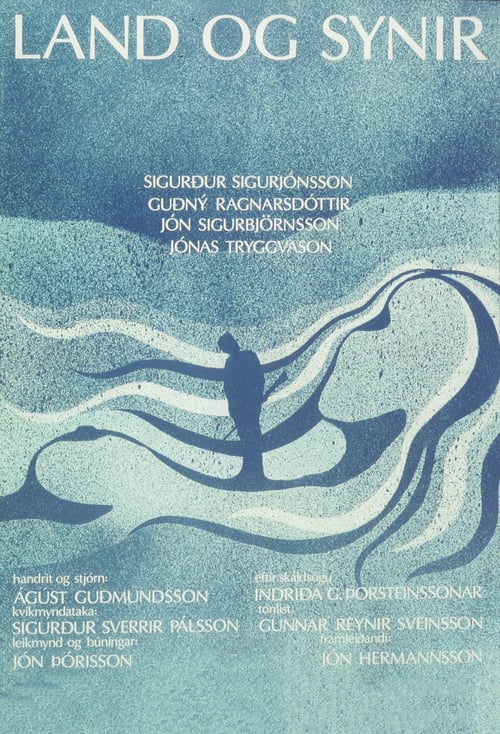 LAND OG SYNIR
SIGURÐUR SIGURJÓNSSON
GUÐNÝ RAGNARSDÓTTIR
JÓN SIGURBJÖRNSSON
JÓNAS TRYGGVASON
handrit og stjórn:
ÁGÚST GUÐMUNDSSON
kvikmyndataka:
SIGURÐUR SVERRIR PÁLSSON
leikmynd og búningar:
JÓN ÞÓRISSON
eftir skáldsögu
INDRIÐA G. ÞORSTEINSSONAR
tónlist:
GUNNAR REYNIR SVEINSSON
framleiðandi:
JÓN HERMANNSSON